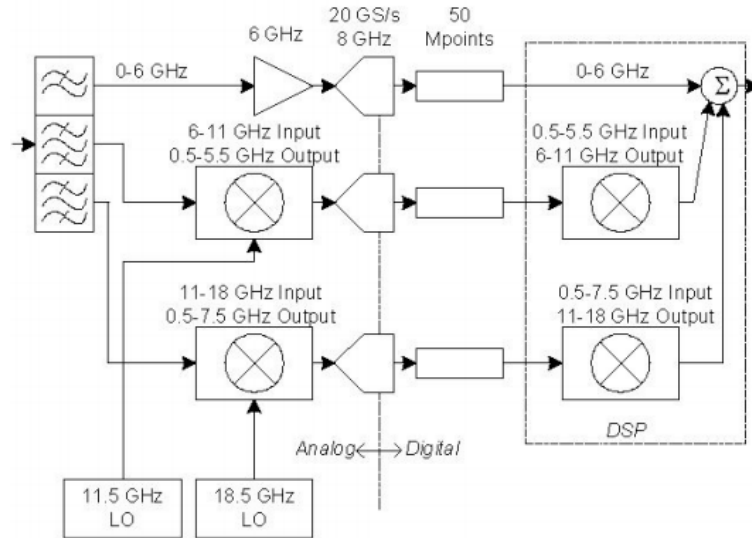 20 GS/s
8 GHz
50
Mpoints
6 GHz
0-6 GHz
0-6 GHz
Σ
6-11 GHz Input
0.5-5.5 GHz Output
0.5-5.5 GHz Input
6-11 GHz Output
11-18 GHz Input
0.5-7.5 GHz Output
0.5-7.5 GHz Input
11-18 GHz Output
Analog
Digital
DSP
11.5 GHz
LO
18.5 GHz
LO